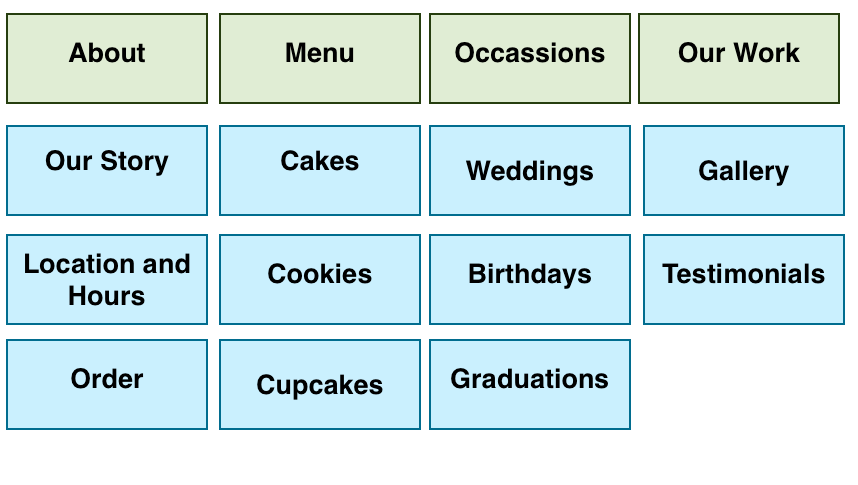 About
Menu
Occassions
Our Work
Our Story
Cakes
Weddings
Gallery
Location and
Hours
Cookies
Birthdays
Testimonials
Order
Cupcakes
Graduations